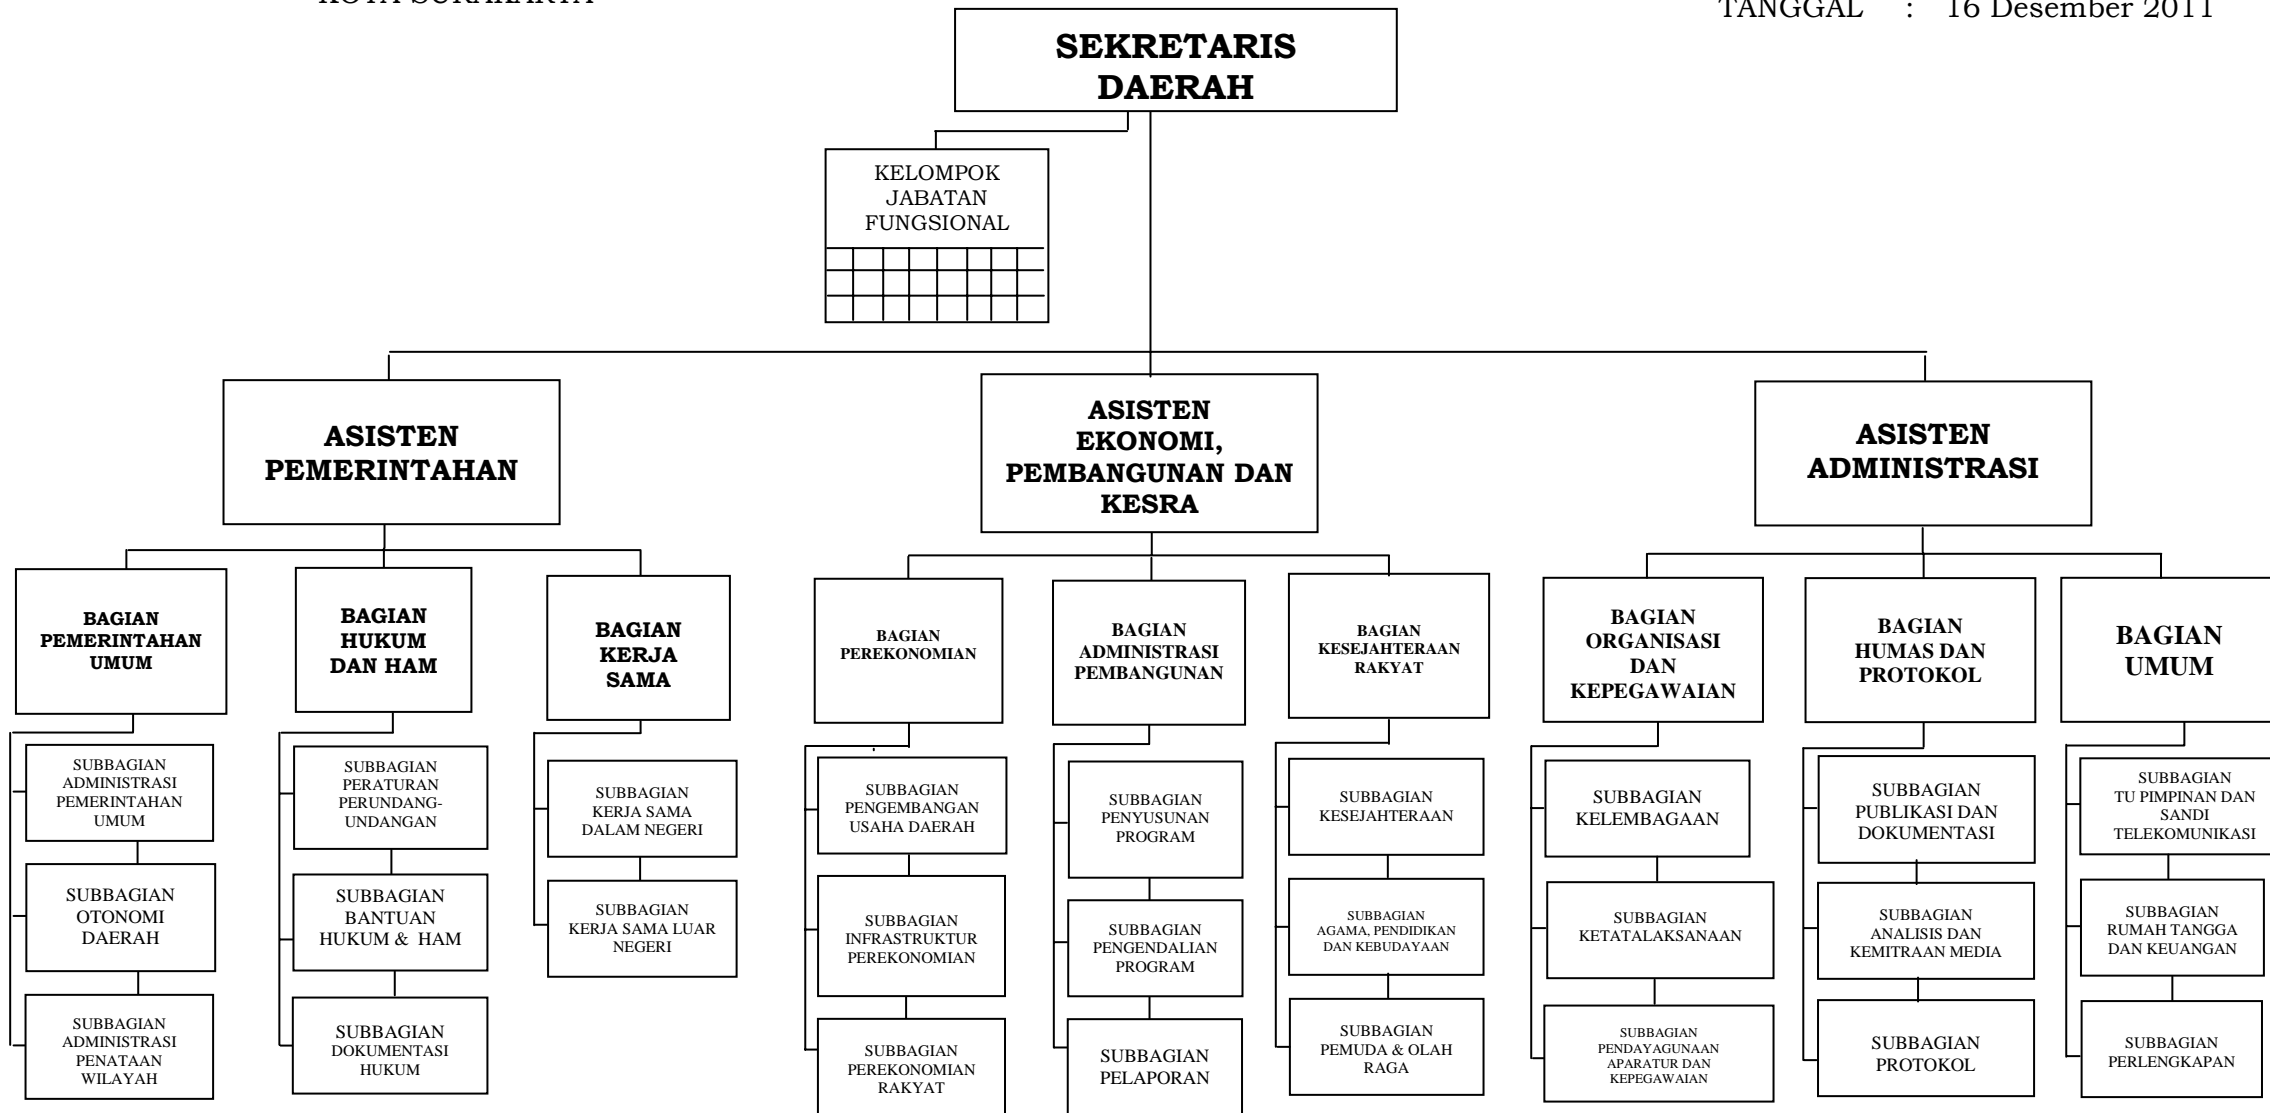 KOTA SURAKARTA
TANGGAL : 16 Desember 2011
SEKRETARIS
DAERAH
KELOMPOK
JABATAN
FUNGSIONAL
ASISTEN
PEMERINTAHAN
ASISTEN
EKONOMI,
PEMBANGUNAN DAN
KESRA
ASISTEN
ADMINISTRASI
BAGIAN
PEMERINTAHAN
UMUM
BAGIAN
HUKUM
DAN HAM
BAGIAN
KERJA
SAMA
BAGIAN
PEREKONOMIAN
BAGIAN
ADMINISTRASI
PEMBANGUNAN
BAGIAN
KESEJAHTERAAN
RAKYAT
BAGIAN
ORGANISASI
DAN
KEPEGAWAIAN
BAGIAN
HUMAS DAN
PROTOKOL
BAGIAN
UMUM
SUBBAGIAN
ADMINISTRASI
PEMERINTAHAN
UMUM
SUBBAGIAN
PERATURAN
PERUNDANG-
UNDANGAN
SUBBAGIAN
KERJA SAMA
DALAM NEGERI
SUBBAGIAN
PENGEMBANGAN
USAHA DAERAH
SUBBAGIAN
PENYUSUNAN
PROGRAM
SUBBAGIAN
KESEJAHTERAAN
SUBBAGIAN
KELEMBAGAAN
SUBBAGIAN
PUBLIKASI DAN
DOKUMENTASI
SUBBAGIAN
TU PIMPINAN DAN
SANDI
TELEKOMUNIKASI
SUBBAGIAN
OTONOMI
DAERAH
SUBBAGIAN
BANTUAN
HUKUM & HAM
SUBBAGIAN
KERJA SAMA LUAR
NEGERI
SUBBAGIAN
INFRASTRUKTUR
PEREKONOMIAN
SUBBAGIAN
PENGENDALIAN
PROGRAM
SUBBAGIAN
AGAMA, PENDIDIKAN
DAN KEBUDAYAAN
SUBBAGIAN
KETATALAKSANAAN
SUBBAGIAN
ANALISIS DAN
KEMITRAAN MEDIA
SUBBAGIAN
RUMAH TANGGA
DAN KEUANGAN
SUBBAGIAN
ADMINISTRASI
PENATAAN
WILAYAH
SUBBAGIAN
DOKUMENTASI
HUKUM
SUBBAGIAN
PEREKONOMIAN
RAKYAT
SUBBAGIAN
PELAPORAN
SUBBAGIAN
PEMUDA & OLAH
RAGA
SUBBAGIAN
PENDAYAGUNAAN
APARATUR DAN
KEPEGAWAIAN
SUBBAGIAN
PROTOKOL
SUBBAGIAN
PERLENGKAPAN